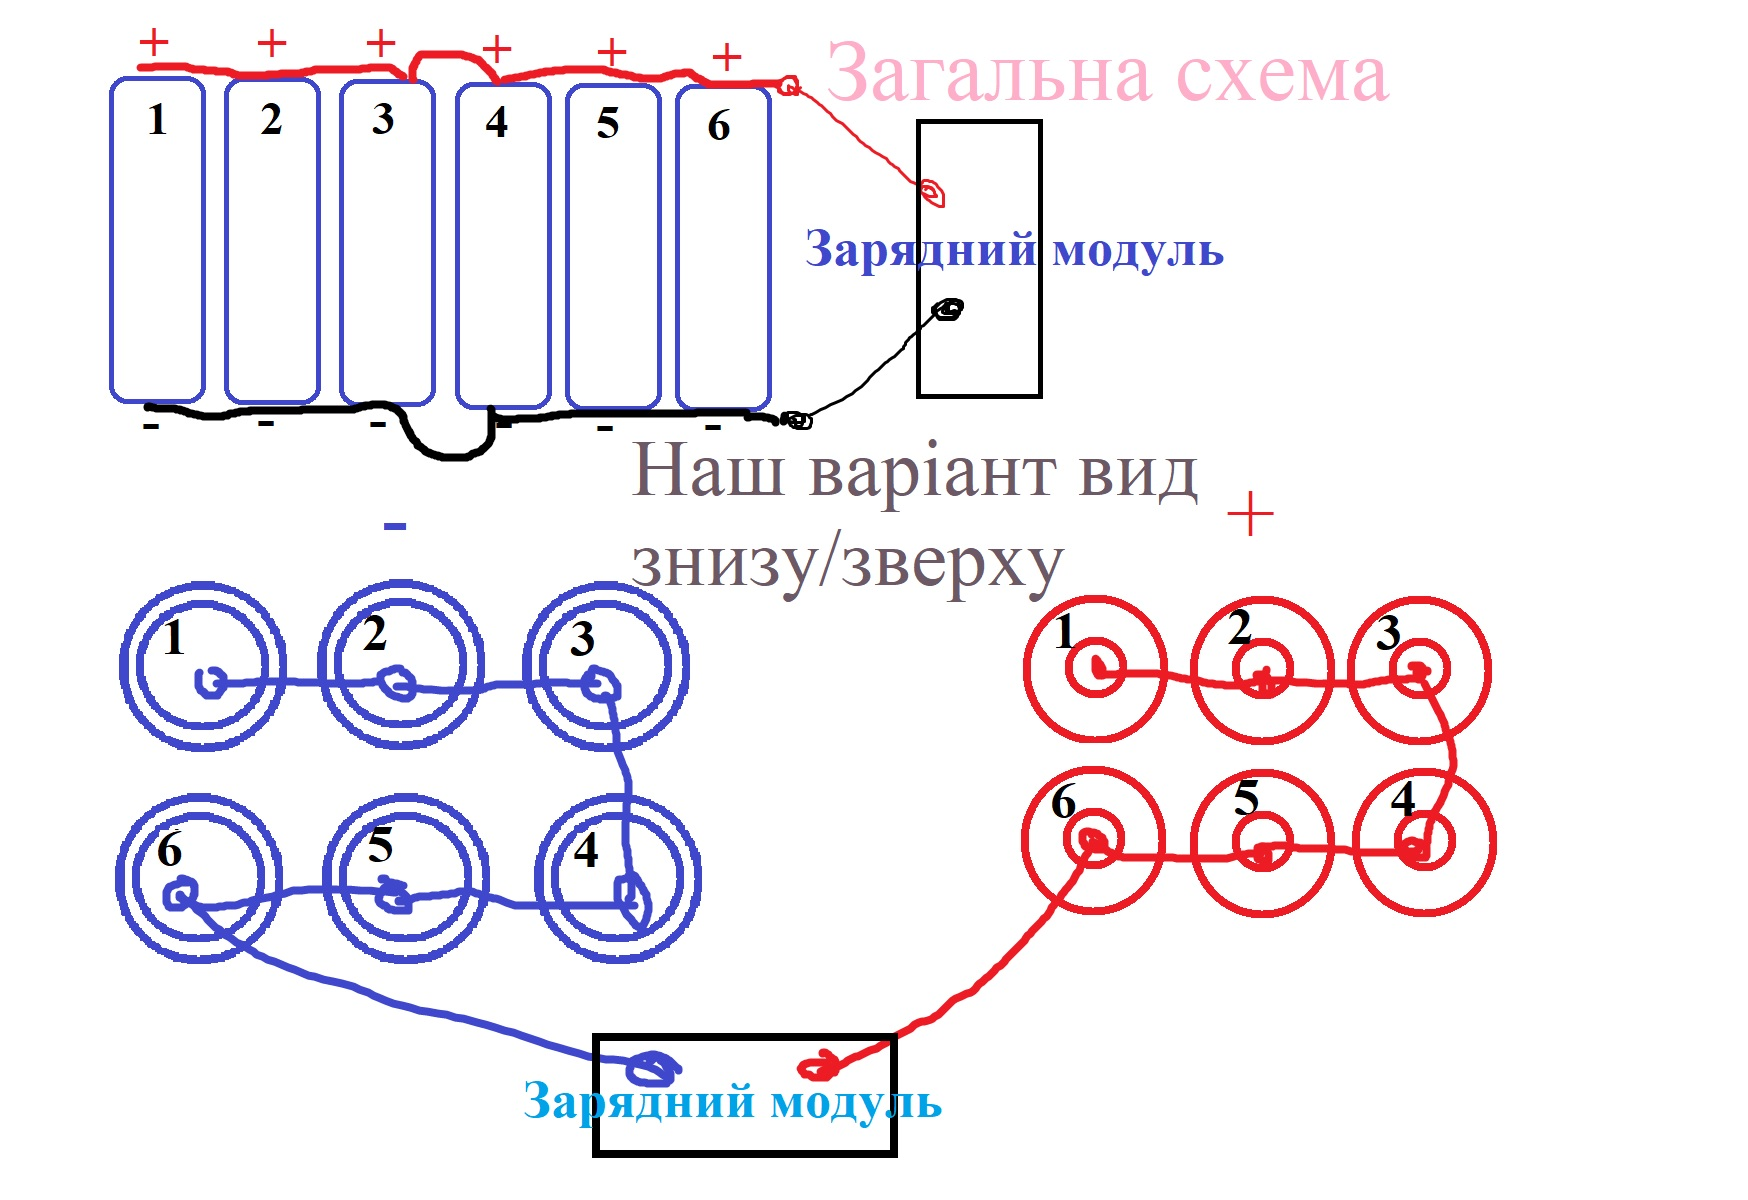 + + + + + +
Загальна схема
1 2 3 4 5 6
Зарядний модуль
- - - - - -
Наш варіант вид
знизу/зверху
- +
1 2 3
6 5 4
1 2 3
6 5 4
Зарядний модуль